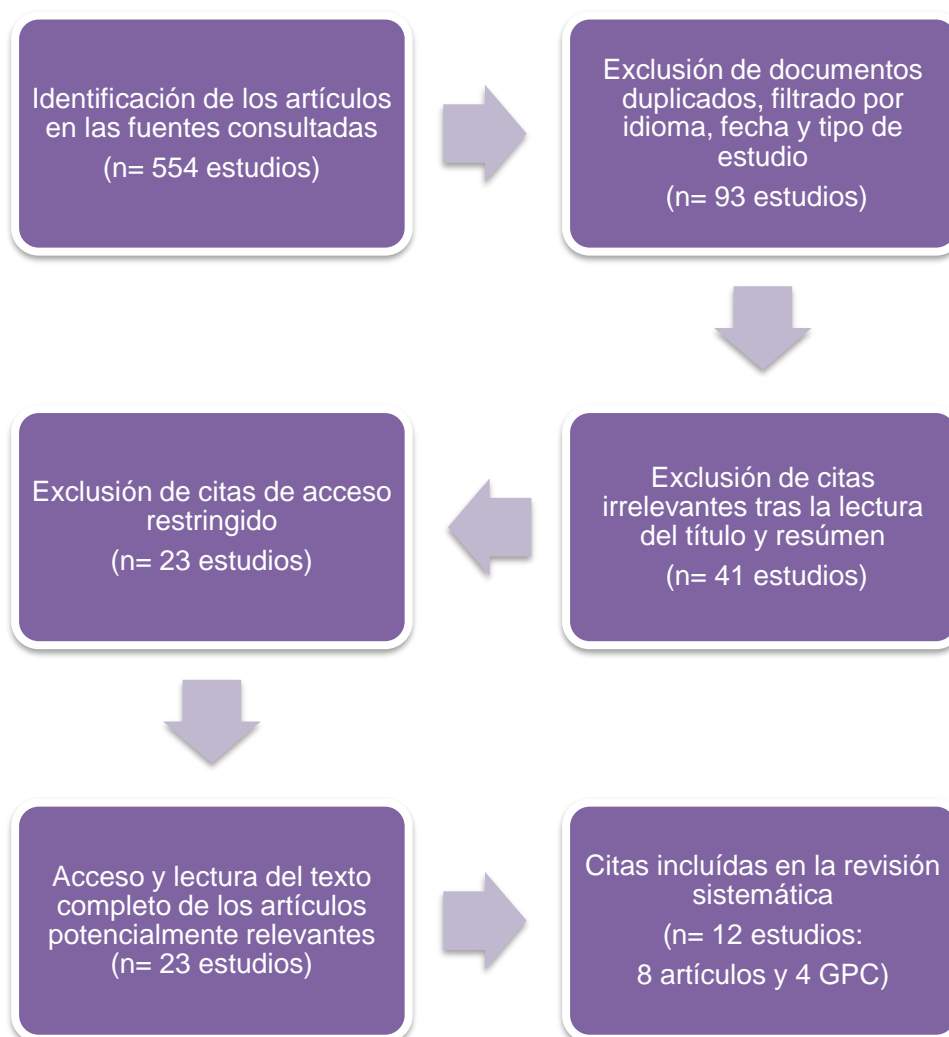 Identificación de los artículos
en las fuentes consultadas
(n= 554 estudios)
Exclusión de documentos
duplicados, filtrado por
idioma, fecha y tipo de
estudio
(n= 93 estudios)
Exclusión de citas
irrelevantes tras la lectura
del título y resúmen
(n= 41 estudios)
Exclusión de citas de acceso
restringido
(n= 23 estudios)
Acceso y lectura del texto
completo de los artículos
potencialmente relevantes
(n= 23 estudios)
Citas incluídas en la revisión
sistemática
(n= 12 estudios:
8 artículos y 4 GPC)